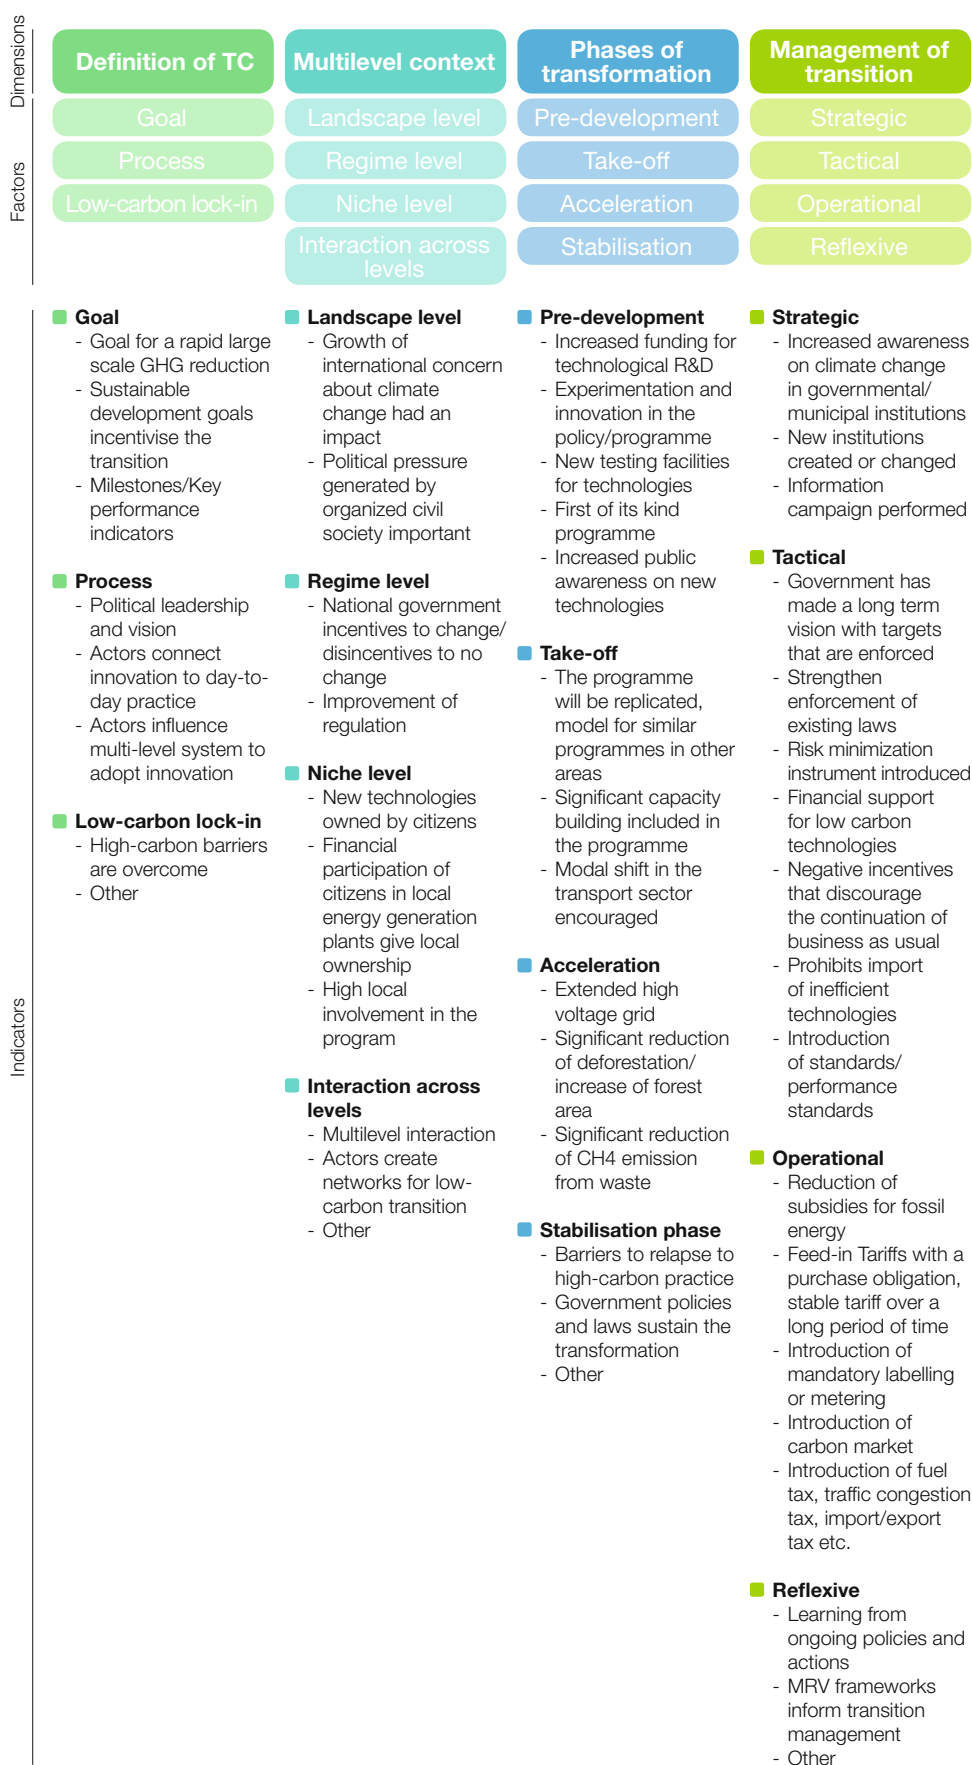 Dimensions
Definition of TC
Multilevel context
Phases of
transformation
Management of
transition
Factors
Goal
Process
Low-carbon lock-in
Landscape level
Regime level
Niche level
Interaction across
levels
Pre-development
Take-off
Acceleration
Stabilisation
Strategic
Tactical
Operational
Reflexive
Indicators
Goal
- Goal for a rapid large
scale GHG reduction
- Sustainable
development goals
incentivise the
transition
- Milestones/Key
performance
indicators
Process
- Political leadership
and vision
- Actors connect
innovation to day-to-
day practice
- Actors influence
multi-level system to
adopt innovation
Low-carbon lock-in
- High-carbon barriers
are overcome
- Other
Landscape level
- Growth of
international concern
about climate
change had an
impact
- Political pressure
generated by
organized civil
society important
Regime level
- National government
incentives to change/
disincentives to no
change
- Improvement of
regulation
Niche level
- New technologies
owned by citizens
- Financial
participation of
citizens in local
energy generation
plants give local
ownership
- High local
involvement in the
program
Interaction across
levels
- Multilevel interaction
- Actors create
networks for low-
carbon transition
- Other
Pre-development
- Increased funding for
technological R&D
- Experimentation and
innovation in the
policy/programme
- New testing facilities
for technologies
- First of its kind
programme
- Increased public
awareness on new
technologies
Take-off
- The programme
will be replicated,
model for similar
programmes in other
areas
- Significant capacity
building included in
the programme
- Modal shift in the
transport sector
encouraged
Acceleration
- Extended high
voltage grid
- Significant reduction
of deforestation/
increase of forest
area
- Significant reduction
of CH4 emission
from waste
Stabilisation phase
- Barriers to relapse to
high-carbon practice
- Government policies
and laws sustain the
transformation
- Other
Strategic
- Increased awareness
on climate change
in governmental/
municipal institutions
- New institutions
created or changed
- Information
campaign performed
Tactical
- Government has
made a long term
vision with targets
that are enforced
- Strengthen
enforcement of
existing laws
- Risk minimization
instrument introduced
- Financial support
for low carbon
technologies
- Negative incentives
that discourage
the continuation of
business as usual
- Prohibits import
of inefficient
technologies
- Introduction
of standards/
performance
standards
Operational
- Reduction of
subsidies for fossil
energy
- Feed-in Tariffs with a
purchase obligation,
stable tariff over a
long period of time
- Introduction of
mandatory labelling
or metering
- Introduction of
carbon market
- Introduction of fuel
tax, traffic congestion
tax, import/export
tax etc.
Reflexive
- Learning from
ongoing policies and
actions
- MRV frameworks
inform transition
management
- Other